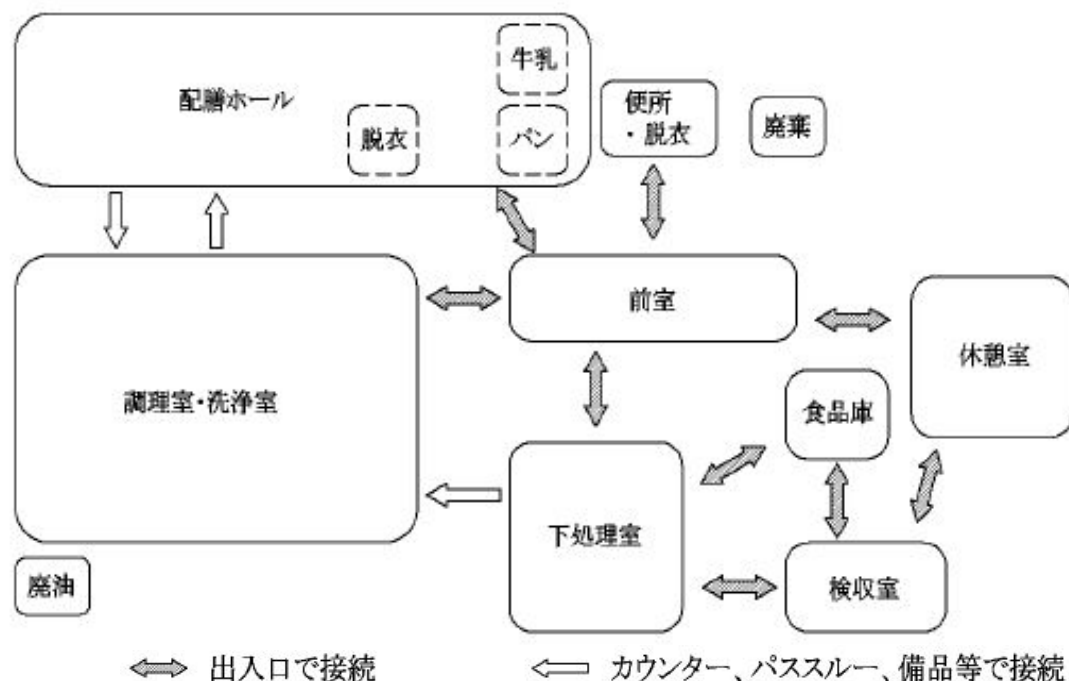 牛乳
配膳ホール
脱衣
パン
便所
・脱衣
廃棄
前室
休憩室
調理室・洗浄室
食品庫
下処理室
検収室
廃油
出入口で接続
カウンター、パススルー、備品等で接続